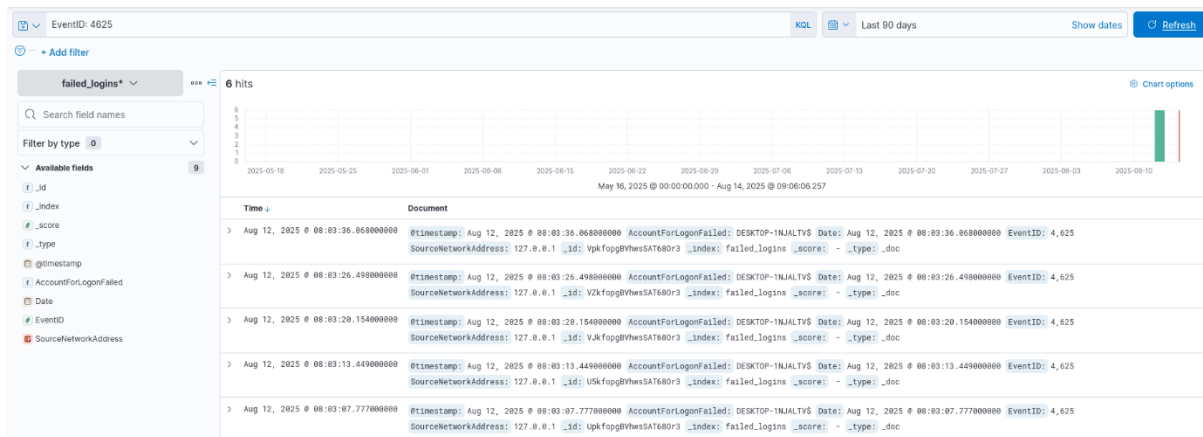 EventID: 4625 KQL Last 90 days Show dates Refresh
+ Add filter
failed_logins* 6 hits Chart options
Search field names
Filter by type 0
Available fields 9
_id
_index
_score
_type
@timestamp
AccountForLogonFailed
Date
EventID
SourceNetworkAddress
6
5
4
3
2
1
0
2025-05-18 2025-05-25 2025-06-01 2025-06-08 2025-06-15 2025-06-22 2025-06-29 2025-07-06 2025-07-13 2025-07-20 2025-07-27 2025-08-03 2025-08-10
May 16, 2025 @ 00:00:00.000 - Aug 14, 2025 @ 09:06:06.257
Time ↓ Document
Aug 12, 2025 @ 08:03:36.068000000 @timestamp: Aug 12, 2025 @ 08:03:36.068000000 AccountForLogonFailed: DESKTOP-1NJALTV$ Date: Aug 12, 2025 @ 08:03:36.068000000 EventID: 4,625
SourceNetworkAddress: 127.0.0.1 _id: VpkfopgBVhwsSAT68Or3 _index: failed_logins _score: - _type: _doc
Aug 12, 2025 @ 08:03:26.498000000 @timestamp: Aug 12, 2025 @ 08:03:26.498000000 AccountForLogonFailed: DESKTOP-1NJALTV$ Date: Aug 12, 2025 @ 08:03:26.498000000 EventID: 4,625
SourceNetworkAddress: 127.0.0.1 _id: VZkfopgBVhwsSAT68Or3 _index: failed_logins _score: - _type: _doc
Aug 12, 2025 @ 08:03:20.154000000 @timestamp: Aug 12, 2025 @ 08:03:20.154000000 AccountForLogonFailed: DESKTOP-1NJALTV$ Date: Aug 12, 2025 @ 08:03:20.154000000 EventID: 4,625
SourceNetworkAddress: 127.0.0.1 _id: VJkfopgBVhwsSAT68Or3 _index: failed_logins _score: - _type: _doc
Aug 12, 2025 @ 08:03:13.449000000 @timestamp: Aug 12, 2025 @ 08:03:13.449000000 AccountForLogonFailed: DESKTOP-1NJALTV$ Date: Aug 12, 2025 @ 08:03:13.449000000 EventID: 4,625
SourceNetworkAddress: 127.0.0.1 _id: U5kfopgBVhwsSAT68Or3 _index: failed_logins _score: - _type: _doc
Aug 12, 2025 @ 08:03:07.777000000 @timestamp: Aug 12, 2025 @ 08:03:07.777000000 AccountForLogonFailed: DESKTOP-1NJALTV$ Date: Aug 12, 2025 @ 08:03:07.777000000 EventID: 4,625
SourceNetworkAddress: 127.0.0.1 _id: UpkfopgBVhwsSAT68Or3 _index: failed_logins _score: - _type: _doc